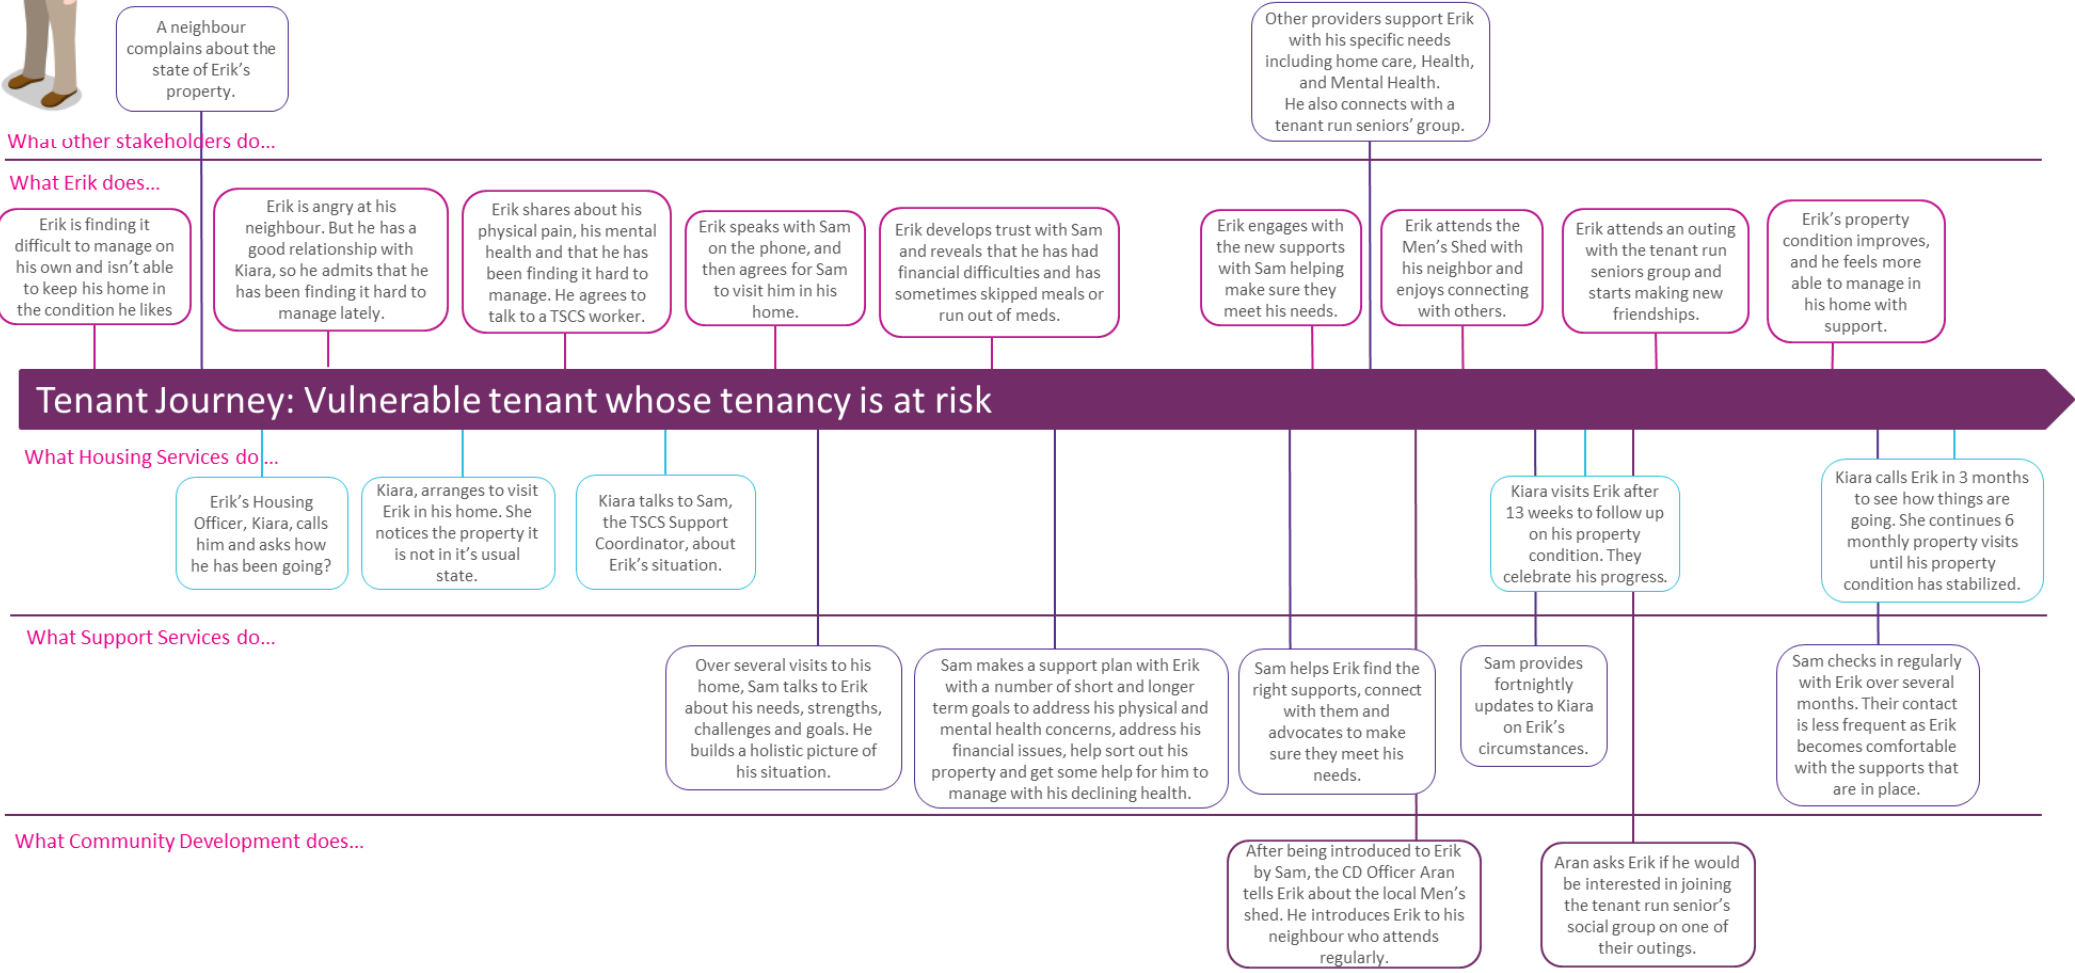 A neighbour
complains about the
state of Erik's
property.
Other providers support Erik
with his specific needs
including home care, Health,
and Mental Health.
He also connects with a
tenant run seniors' group.
What other stakeholders do...
What Erik does...
Erik is finding it
difficult to manage on
his own and isn't able
to keep his home in
the condition he likes
Erik is angry at his
neighbour. But he has a
good relationship with
Kiara, so he admits that he
has been finding it hard to
manage lately.
Erik shares about his
physical pain, his mental
health and that he has
been finding it hard to
manage. He agrees to
talk to a TSCS worker.
Erik speaks with Sam
on the phone, and
then agrees for Sam
to visit him in his
home.
Erik develops trust with Sam
and reveals that he has had
financial difficulties and has
sometimes skipped meals or
run out of meds.
Erik engages with
the new supports
with Sam helping
make sure they
meet his needs.
Erik attends the
Men's Shed with
his neighbor and
enjoys connecting
with others.
Erik attends an outing
with the tenant run
seniors group and
starts making new
friendships.
Erik's property
condition improves,
and he feels more
able to manage in
his home with
support.
Tenant Journey: Vulnerable tenant whose tenancy is at risk
What Housing Services do ...
Erik's Housing
Officer, Kiara, calls
him and asks how
he has been going?
Kiara, arranges to visit
Erik in his home. She
notices the property it
is not in it's usual
state.
Kiara talks to Sam,
the TSCS Support
Coordinator, about
Erik's situation.
Kiara visits Erik after
13 weeks to follow up
on his property
condition. They
celebrate his progress.
Kiara calls Erik in 3 months
to see how things are
going. She continues 6
monthly property visits
until his property
condition has stabilized.
What Support Services do...
Over several visits to his
home, Sam talks to Erik
about his needs, strengths,
challenges and goals. He
builds a holistic picture of
his situation.
Sam makes a support plan with Erik
with a number of short and longer
term goals to address his physical and
mental health concerns, address his
financial issues, help sort out his
property and get some help for him to
manage with his declining health.
Sam helps Erik find the
right supports, connect
with them and
advocates to make
sure they meet his
needs.
Sam provides
fortnightly
updates to Kiara
on Erik's
circumstances.
Sam checks in regularly
with Erik over several
months. Their contact
is less frequent as Erik
becomes comfortable
with the supports that
are in place.
What Community Development does...
After being introduced to Erik
by Sam, the CD Officer Aran
tells Erik about the local Men's
shed. He introduces Erik to his
neighbour who attends
regularly.
Aran asks Erik if he would
be interested in joining
the tenant run senior's
social group on one of
their outings.